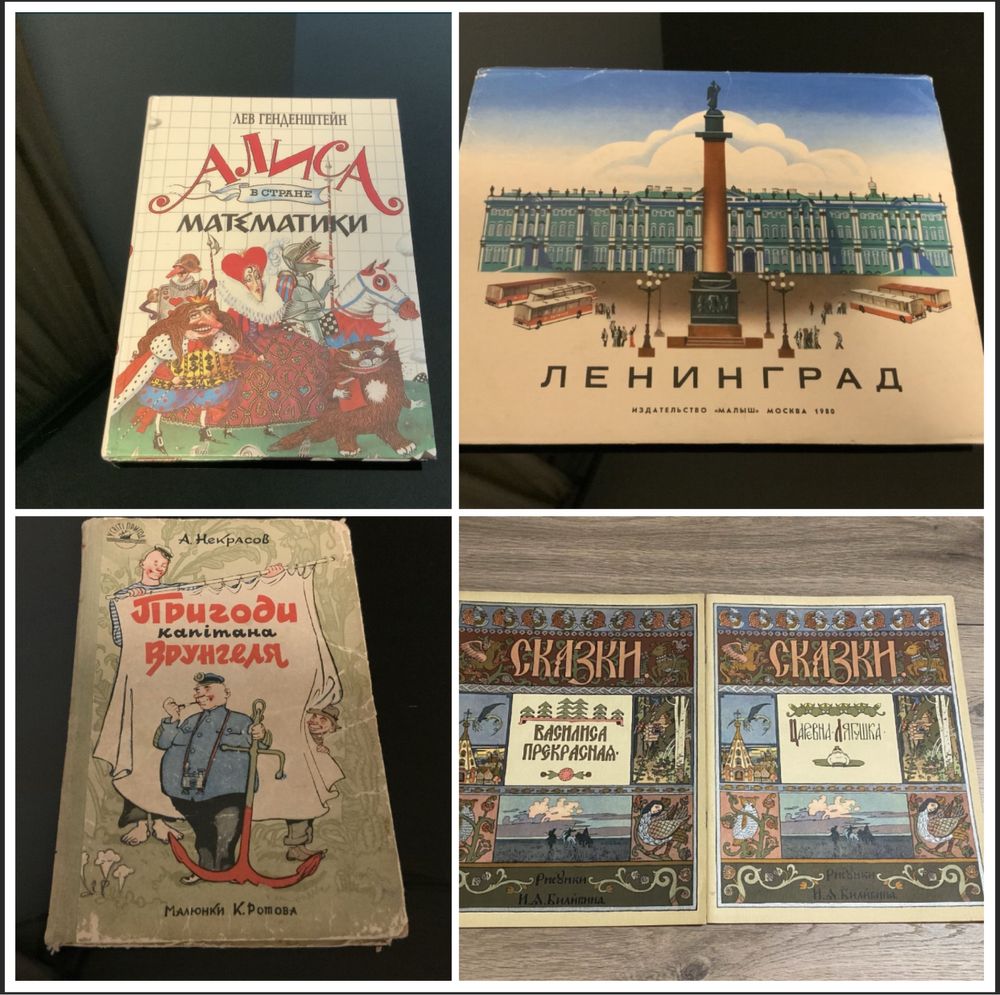 ЛЕВ ГЕНДЕНШТЕЙН
АЛИСА
В СТРАНЕ
МАТЕМАТИКИ
ЛЕНИНГРАД
ИЗДАТЕЛЬСТВО «МАЛЫШ» МОСКВА 1980
А. Некрасов
Пригоди
капітана
Врунгеля
Малюнки К. Ротова
СКАЗКИ.
ВАСИЛИСА
ПРЕКРАСНАЯ.
Рисунки
И. Я. Билибина.
СКАЗКИ.
ЦАРЕВНА-ЛЯГУШКА.
Рисунки
И. Я. Билибина.